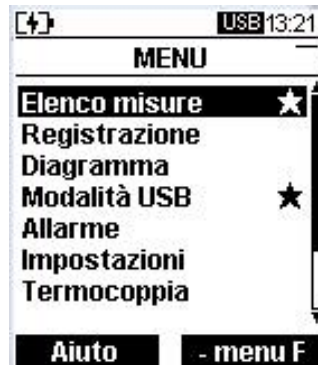 USB 13:21
MENU
Elenco misure
Registrazione
Diagramma
Modalità USB
Allarme
Impostazioni
Termocoppia
Aiuto - menu F